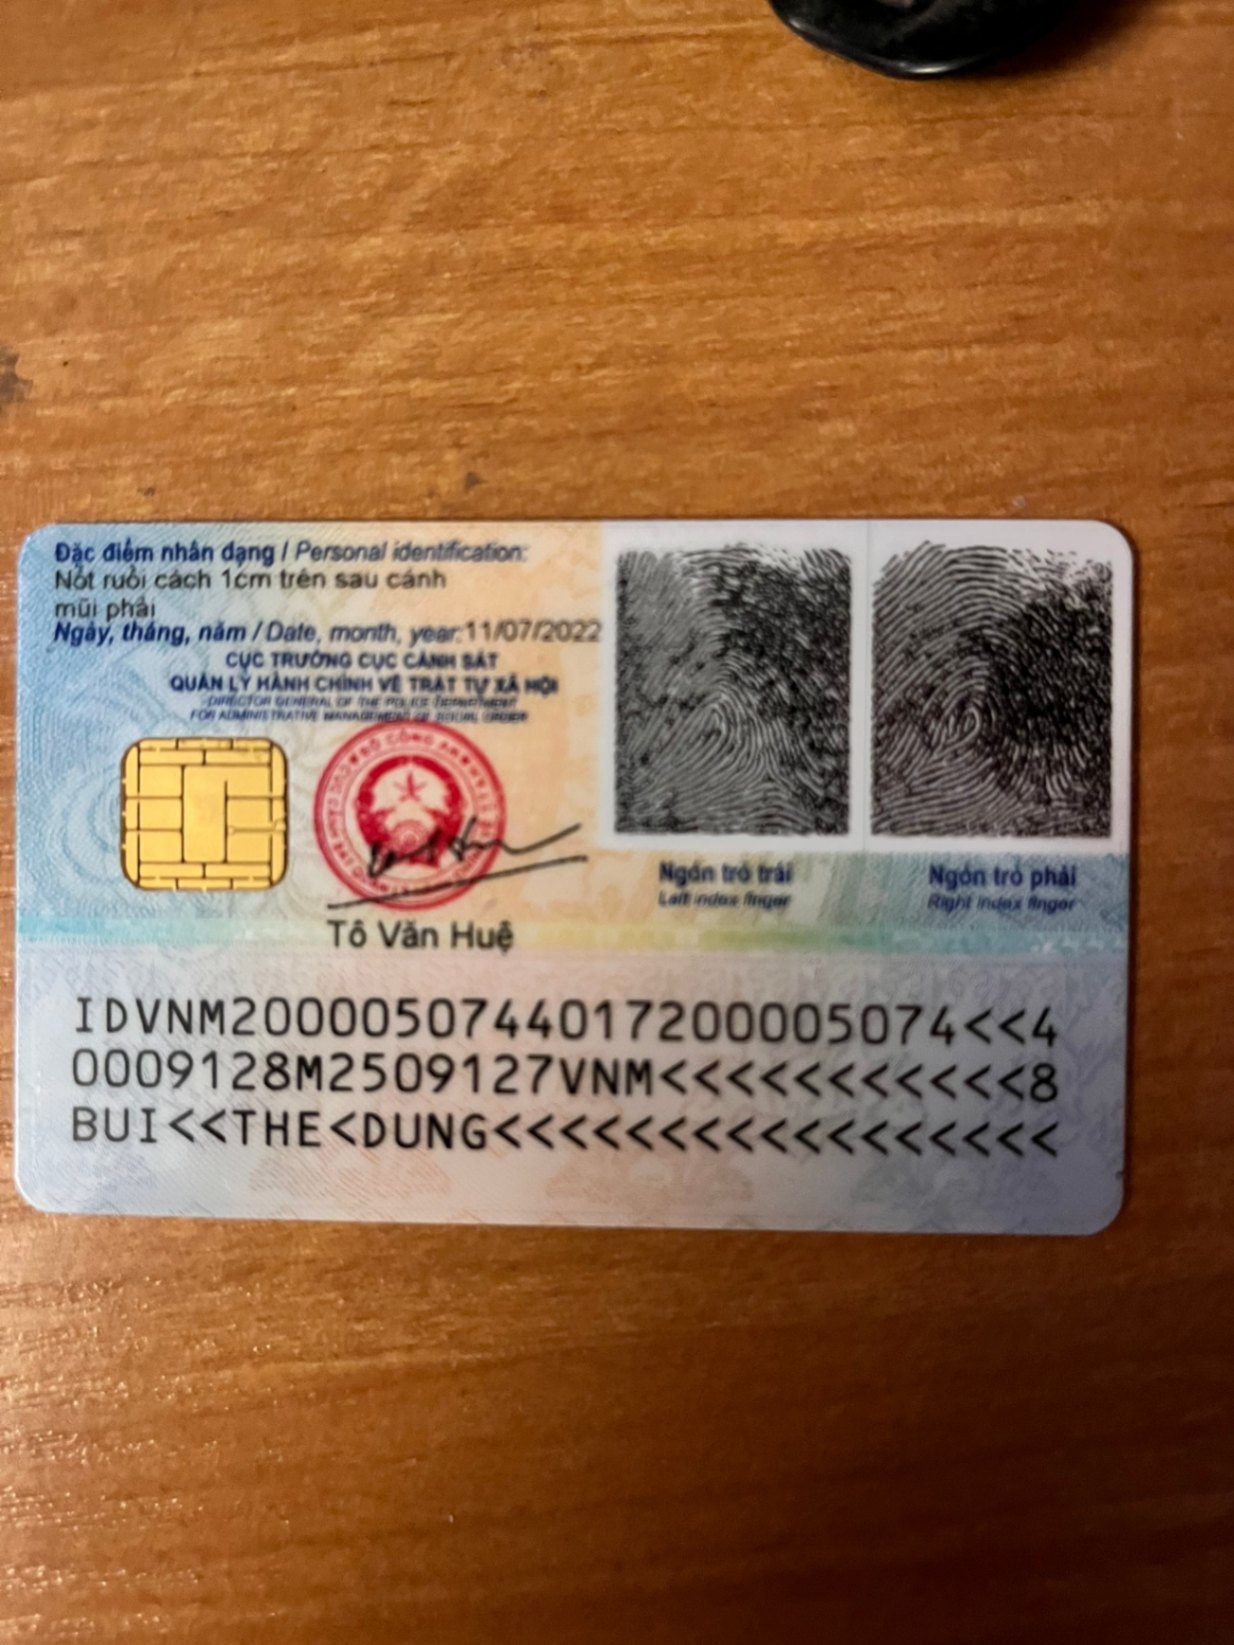 Đặc điểm nhân dạng / Personal identification:
Nốt ruồi cách 1cm trên sau cánh
mũi phải
Ngày, tháng, năm / Date, month, year: 11/07/2022
CỤC TRƯỞNG CỤC CẢNH SÁT
QUẢN LÝ HÀNH CHÍNH VỀ TRẬT TỰ XÃ HỘI
DIRECTOR GENERAL OF THE POLICE DEPARTMENT
FOR ADMINISTRATIVE MANAGEMENT OF SOCIAL ORDER
BỘ CÔNG AN
Tô Văn Huệ
Ngón trỏ trái
Left index finger
Ngón trỏ phải
Right index finger
IDVNM2000050744017200005074<<4
0009128M2509127VNM<<<<<<<<<<<8
BUI<<THE<DUNG<<<<<<<<<<<<<<<<<